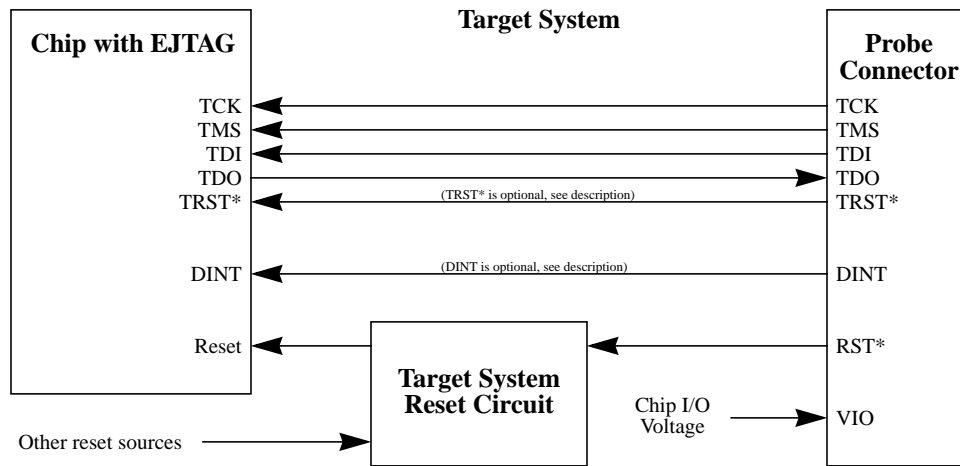 Target System
Chip with EJTAG
Probe
Connector
TCK
TCK
TMS
TMS
TDI
TDI
TDO
TDO
TRST*
(TRST* is optional, see description)
TRST*
DINT
(DINT is optional, see description)
DINT
Reset
RST*
Target System
Reset Circuit
Chip I/O
Voltage
VIO
Other reset sources